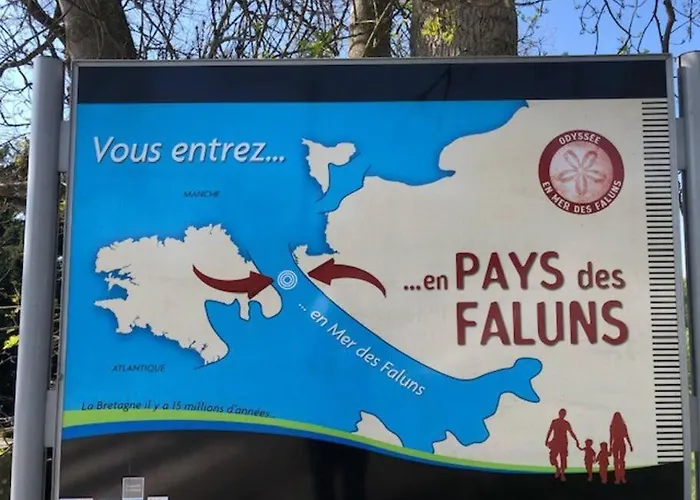 Vous entrez...
MANCHE
ODYSSÉE
EN MER DES FALUNS
...en PAYS des
FALUNS
... en Mer des Faluns
ATLANTIQUE
La Bretagne il y a 15 millions d'années...